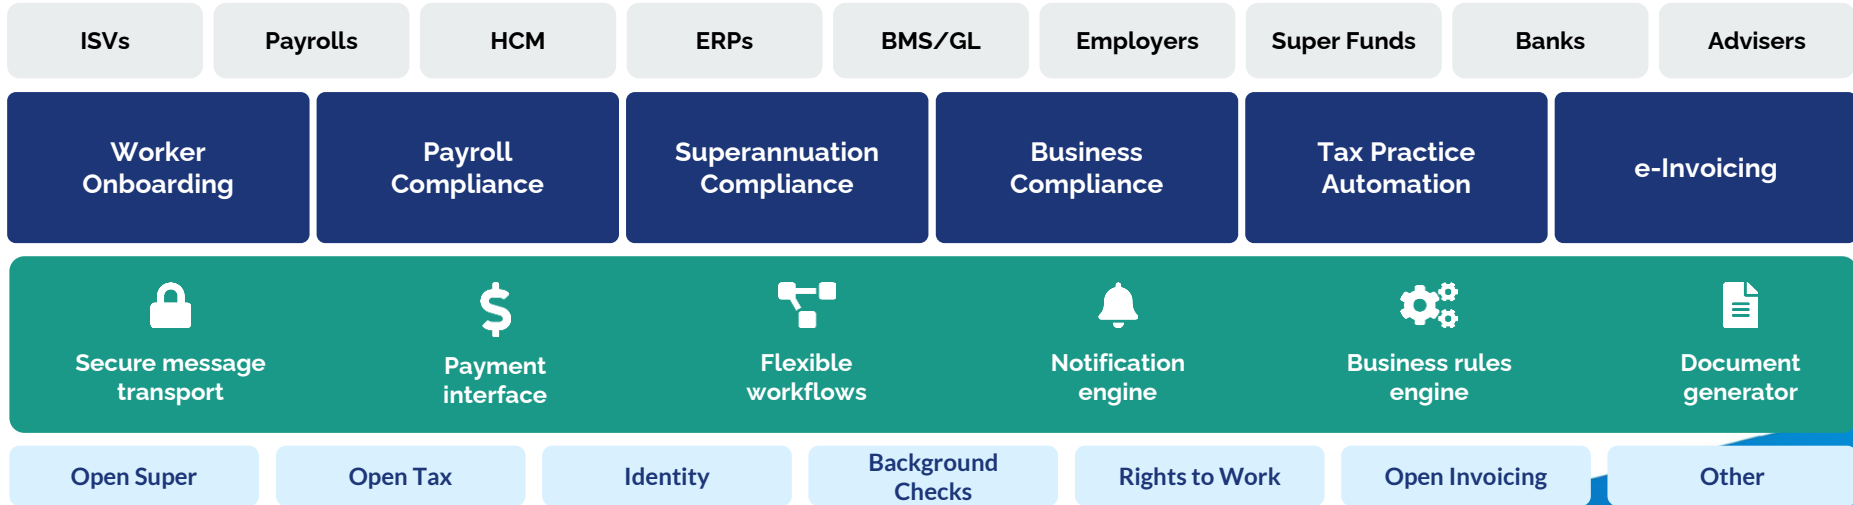 ISVs
Payrolls
HCM
ERPs
BMS/GL
Employers
Super Funds
Banks
Advisers
Worker
Onboarding
Payroll
Compliance
Superannuation
Compliance
Business
Compliance
Tax Practice
Automation
e-Invoicing
Secure message
transport
Payment
interface
Flexible
workflows
Notification
engine
Business rules
engine
Document
generator
Open Super
Open Tax
Identity
Background
Checks
Rights to Work
Open Invoicing
Other